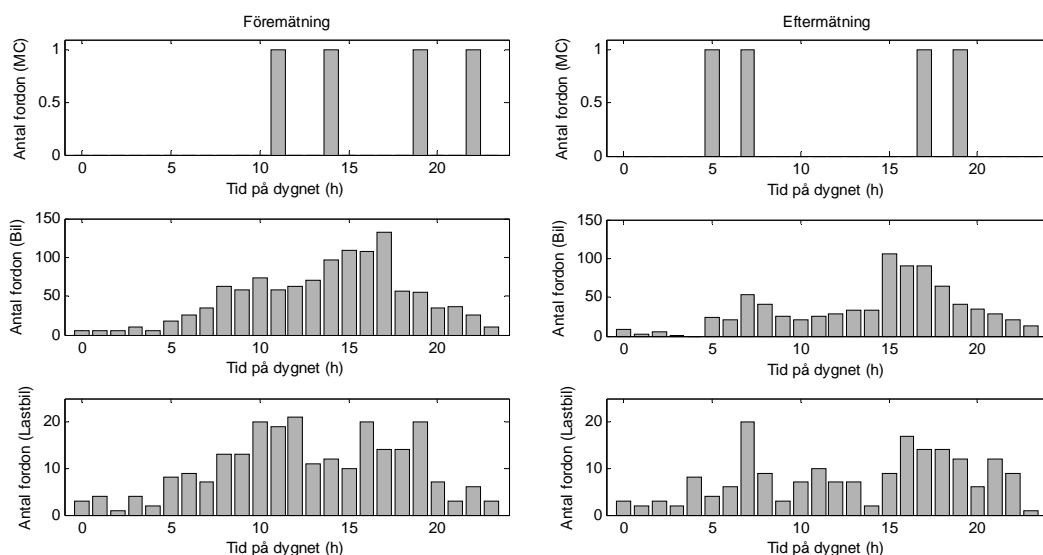 Föremätning
Eftermätning
Antal fordon (MC)
1
0.5
0
0 5 10 15 20
Tid på dygnet (h)
Antal fordon (MC)
1
0.5
0
0 5 10 15 20
Tid på dygnet (h)
Antal fordon (Bil)
150
100
50
0
0 5 10 15 20
Tid på dygnet (h)
Antal fordon (Bil)
150
100
50
0
0 5 10 15 20
Tid på dygnet (h)
Antal fordon (Lastbil)
20
10
0
0 5 10 15 20
Tid på dygnet (h)
Antal fordon (Lastbil)
20
10
0
0 5 10 15 20
Tid på dygnet (h)